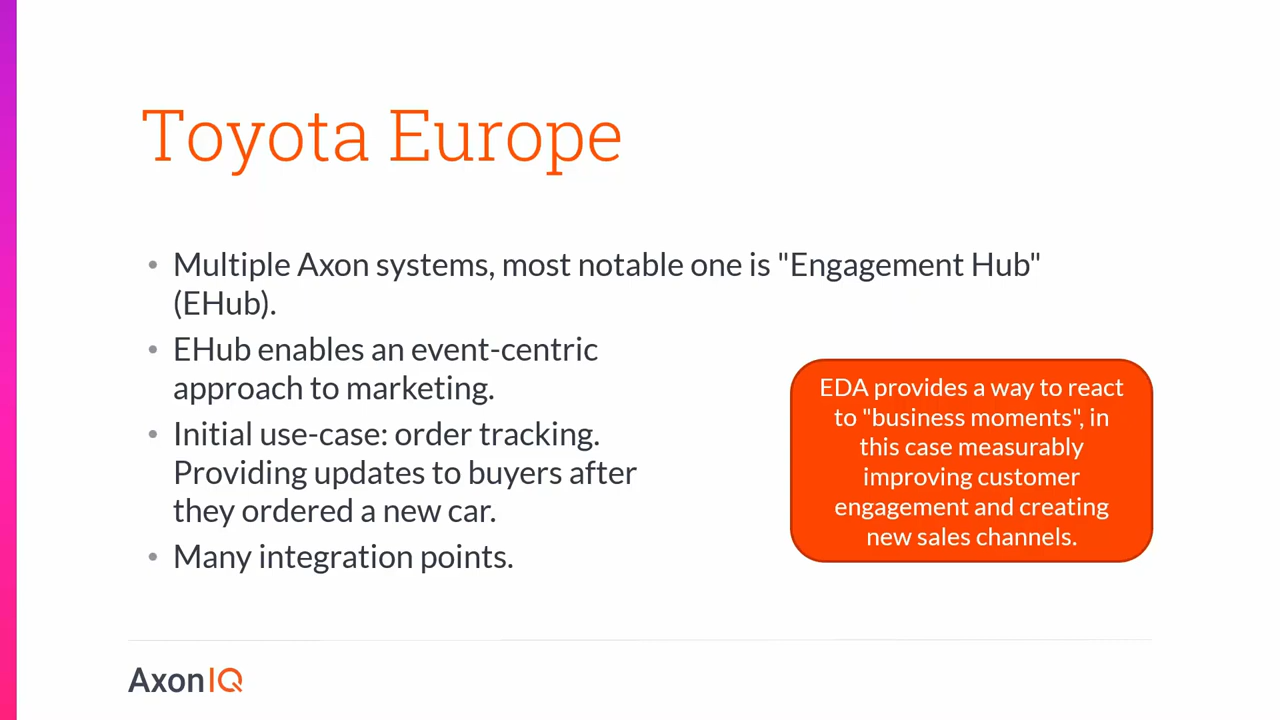 Toyota Europe
• Multiple Axon systems, most notable one is "Engagement Hub"
(EHub).
• EHub enables an event-centric
approach to marketing.
• Initial use-case: order tracking.
Providing updates to buyers after
they ordered a new car.
• Many integration points.
EDA provides a way to react
to "business moments", in
this case measurably
improving customer
engagement and creating
new sales channels.
AxonIQ